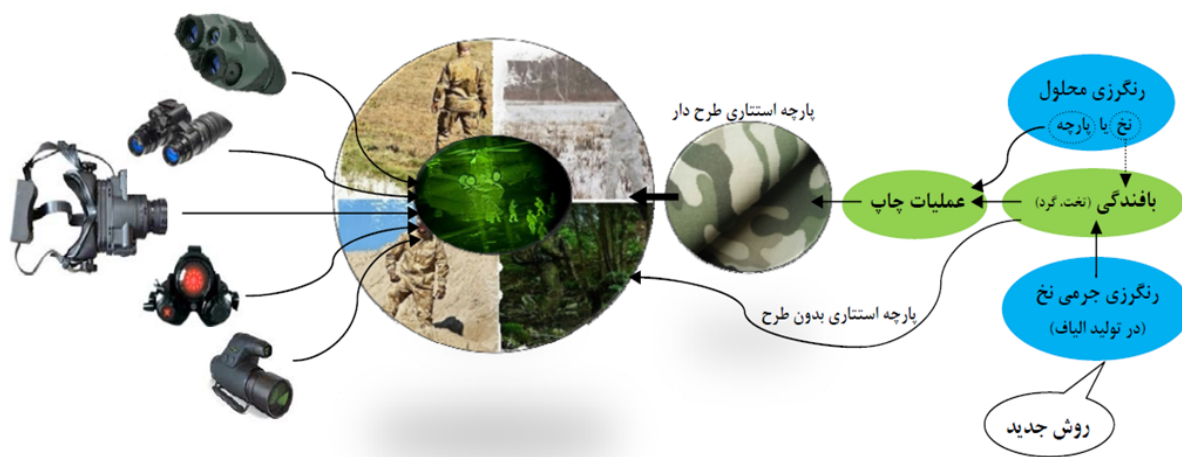 رنگرزی محلول
نخ یا پارچه
پارچه استتاری طرح دار
بافندگی (تخت، گرد)
عملیات چاپ
رنگرزی جرمی نخ
(در تولید الیاف)
پارچه استتاری بدون طرح
روش جدید